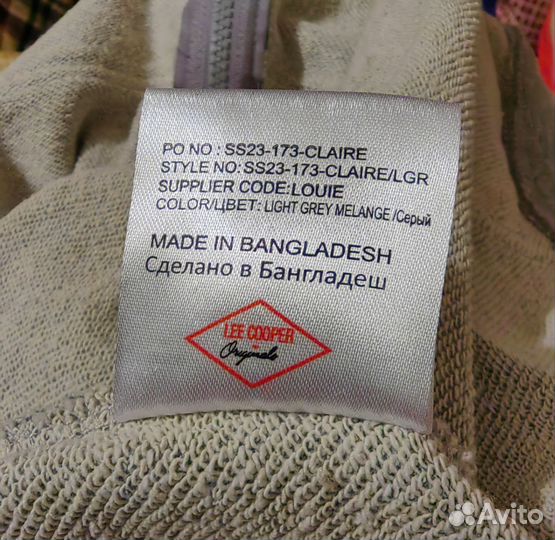 PO NO : SS23-173-CLAIRE
STYLE NO: SS23-173-CLAIRE/LGR
SUPPLIER CODE:LOUIE
COLOR/ЦВЕТ: LIGHT GREY MELANGE /Серый
MADE IN BANGLADESH
Сделано в Бангладеш
LEE COOPER
Originals
Avito